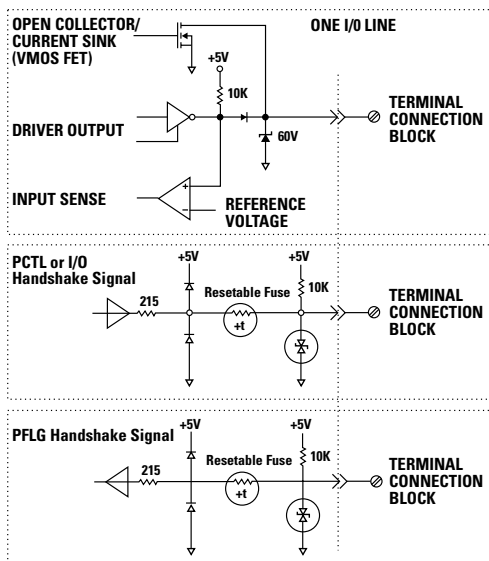 OPEN COLLECTOR/
CURRENT SINK
(VMOS FET)
ONE I/0 LINE
+5V
10K
TERMINAL
CONNECTION
BLOCK
DRIVER OUTPUT
60V
INPUT SENSE
+
−
REFERENCE
VOLTAGE
PCTL or I/O
Handshake Signal
+5V
+5V
215
Resetable Fuse
10K
+t
TERMINAL
CONNECTION
BLOCK
PFLG Handshake Signal
+5V
+5V
215
Resetable Fuse
10K
+t
TERMINAL
CONNECTION
BLOCK